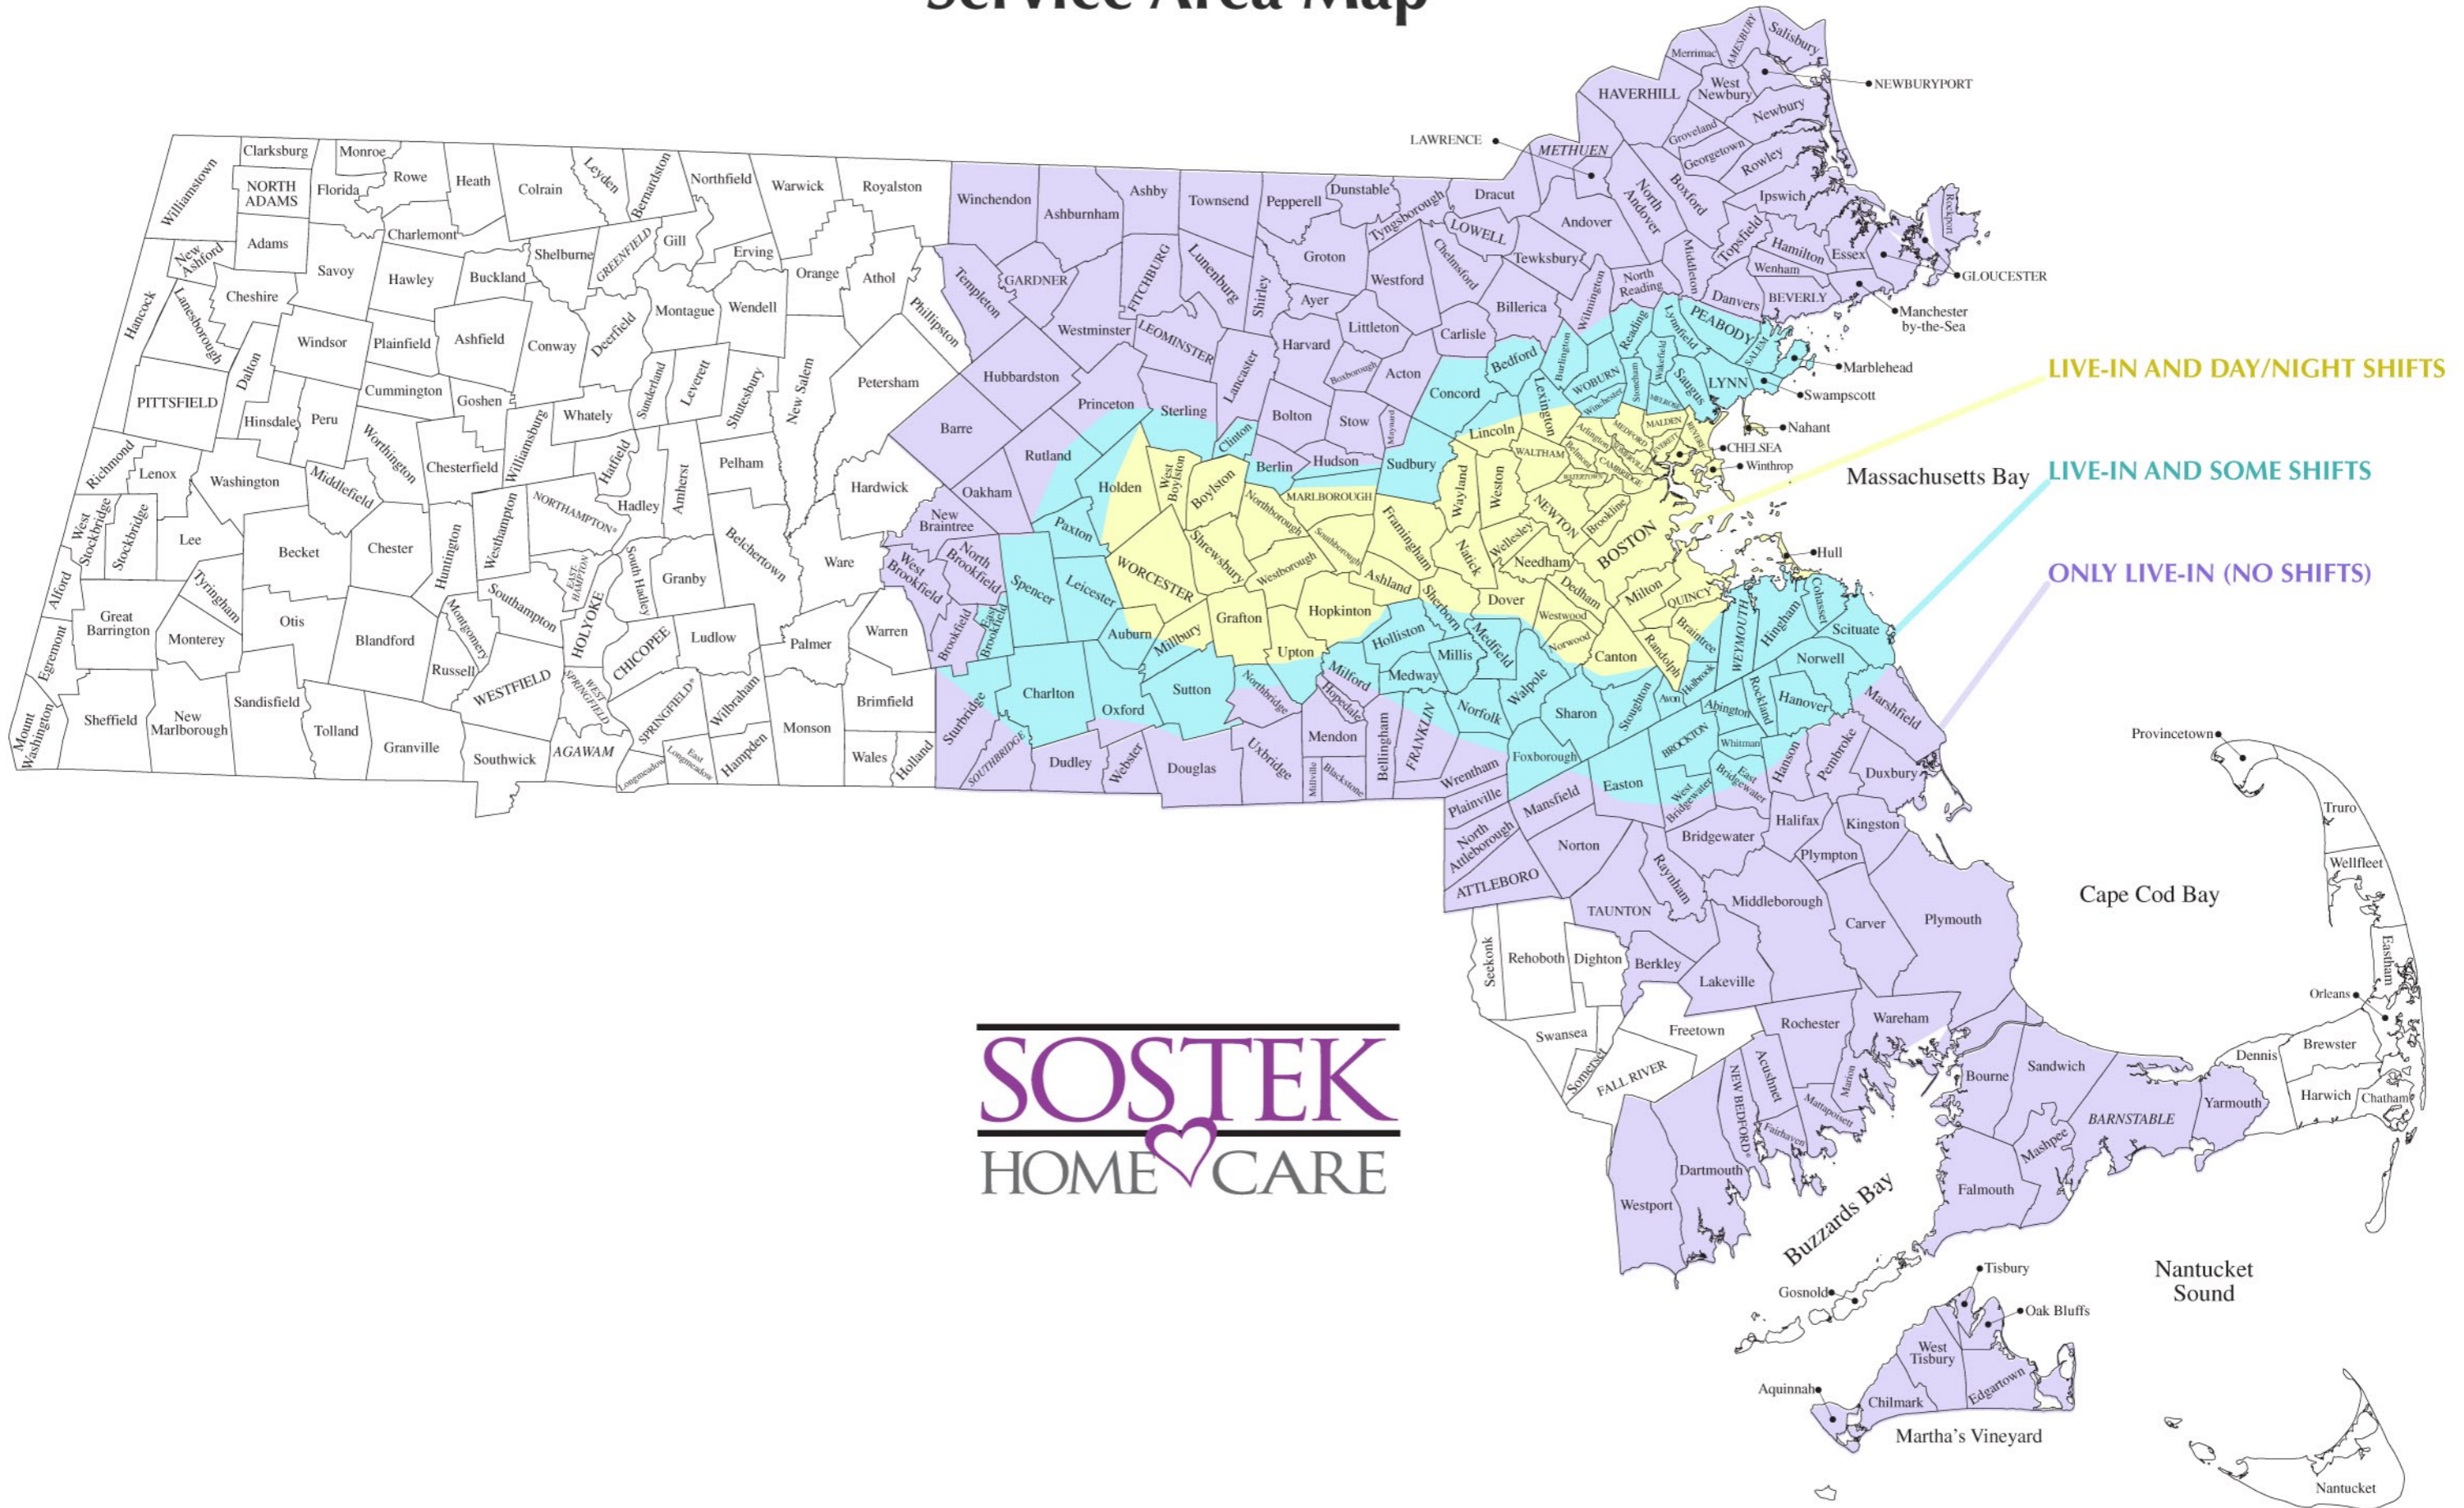 Service Area Map
Merrimac
AMESBURY
Salisbury
NEWBURYPORT
HAVERHILL
West
Newbury
Newbury
LAWRENCE
METHUEN
Groveland
Georgetown
Rowley
Boxford
Ipswich
Rockport
North
Andover
Andover
Topsfield
Hamilton
Essex
Wenham
Middleton
GLOUCESTER
Danvers
BEVERLY
Manchester
by-the-Sea
Williamstown
Clarksburg
Monroe
NORTH
ADAMS
Florida
Rowe
Heath
Colrain
Leyden
Bernardston
Northfield
Warwick
Royalston
Winchendon
Ashburnham
Ashby
Townsend
Pepperell
Dunstable
Tyngsborough
Dracut
LOWELL
Tewksbury
New
Ashford
Adams
Savoy
Charlemont
Hawley
Buckland
Shelburne
GREENFIELD
Gill
Erving
Orange
Athol
Phillipston
Templeton
GARDNER
Westminster
FITCHBURG
Lunenburg
Shirley
Groton
Ayer
Westford
Chelmsford
Billerica
Wilmington
North
Reading
Hancock
Lanesborough
Cheshire
Windsor
Plainfield
Ashfield
Conway
Deerfield
Montague
Wendell
LEOMINSTER
Lancaster
Harvard
Littleton
Carlisle
Boxborough
Acton
Bedford
Burlington
Reading
Lynnfield
PEABODY
SALEM
Marblehead
Dalton
PITTSFIELD
Hinsdale
Peru
Cummington
Goshen
Whately
Sunderland
Leverett
Shutesbury
New Salem
Petersham
Hubbardston
Princeton
Sterling
Bolton
Stow
Maynard
Concord
Lexington
WOBURN
Winchester
Stoneham
Wakefield
MELROSE
Saugus
LYNN
Swampscott
Nahant
LIVE-IN AND DAY/NIGHT SHIFTS
Barre
Rutland
Clinton
Berlin
Hudson
Sudbury
Lincoln
WALTHAM
Arlington
Belmont
MEDFORD
SOMERVILLE
MALDEN
EVERETT
REVERE
CHELSEA
Winthrop
CAMBRIDGE
WATERTOWN
Massachusetts Bay
LIVE-IN AND SOME SHIFTS
Richmond
Lenox
Washington
Middlefield
Worthington
Chesterfield
Williamsburg
Hatfield
Hadley
Amherst
Pelham
Hardwick
Oakham
Holden
West
Boylston
Boylston
Northborough
MARLBOROUGH
Southborough
Framingham
Wayland
Weston
NEWTON
Brookline
BOSTON
West
Stockbridge
Stockbridge
Lee
Becket
Chester
Huntington
Westhampton
NORTHAMPTON®
EAST-
HAMPTON
South Hadley
Granby
Belchertown
Ware
New
Braintree
West
Brookfield
North
Brookfield
Paxton
Spencer
Leicester
WORCESTER
Shrewsbury
Westborough
Ashland
Natick
Wellesley
Needham
Dedham
Milton
QUINCY
Hull
ONLY LIVE-IN (NO SHIFTS)
Alford
Great
Barrington
Tyringham
Monterey
Otis
Blandford
Montgomery
Russell
Southampton
HOLYOKE
CHICOPEE
Ludlow
Palmer
Warren
Brookfield
East
Brookfield
Auburn
Millbury
Grafton
Hopkinton
Upton
Sherborn
Dover
Westwood
Norwood
Canton
Randolph
Braintree
WEYMOUTH
Hingham
Cohasset
Scituate
Egremont
Mount
Washington
Sheffield
New
Marlborough
Sandisfield
Tolland
Granville
WESTFIELD
Southwick
WEST
SPRINGFIELD
AGAWAM
SPRINGFIELD®
Longmeadow
East
Longmeadow
Wilbraham
Hampden
Monson
Brimfield
Wales
Holland
Sturbridge
SOUTHBRIDGE
Charlton
Oxford
Dudley
Webster
Sutton
Douglas
Northbridge
Uxbridge
Milford
Hopedale
Mendon
Millville
Blackstone
Bellingham
FRANKLIN
Holliston
Medway
Millis
Medfield
Norfolk
Walpole
Wrentham
Foxborough
Sharon
Stoughton
Avon
Holbrook
Abington
Rockland
Norwell
Hanover
Marshfield
BROCKTON
Whitman
Hanson
Pembroke
Duxbury
Easton
West
Bridgewater
East
Bridgewater
Plainville
Mansfield
North
Attleborough
ATTLEBORO
Norton
Raynham
Bridgewater
Halifax
Kingston
Plympton
Middleborough
Carver
Plymouth
TAUNTON
Seekonk
Rehoboth
Dighton
Berkley
Lakeville
Swansea
Somerset
Freetown
FALL RIVER
Rochester
Wareham
Acushnet
NEW BEDFORD®
Marion
Mattapoisett
Fairhaven
Dartmouth
Westport
Provincetown
Truro
Wellfleet
Cape Cod Bay
Eastham
Orleans
Brewster
Dennis
Harwich
Chatham
Yarmouth
BARNSTABLE
Sandwich
Bourne
Mashpee
Falmouth
Buzzards Bay
Gosnold
Tisbury
Oak Bluffs
West
Tisbury
Edgartown
Aquinnah
Chilmark
Martha's Vineyard
Nantucket
Sound
Nantucket
SOSTEK
HOME CARE